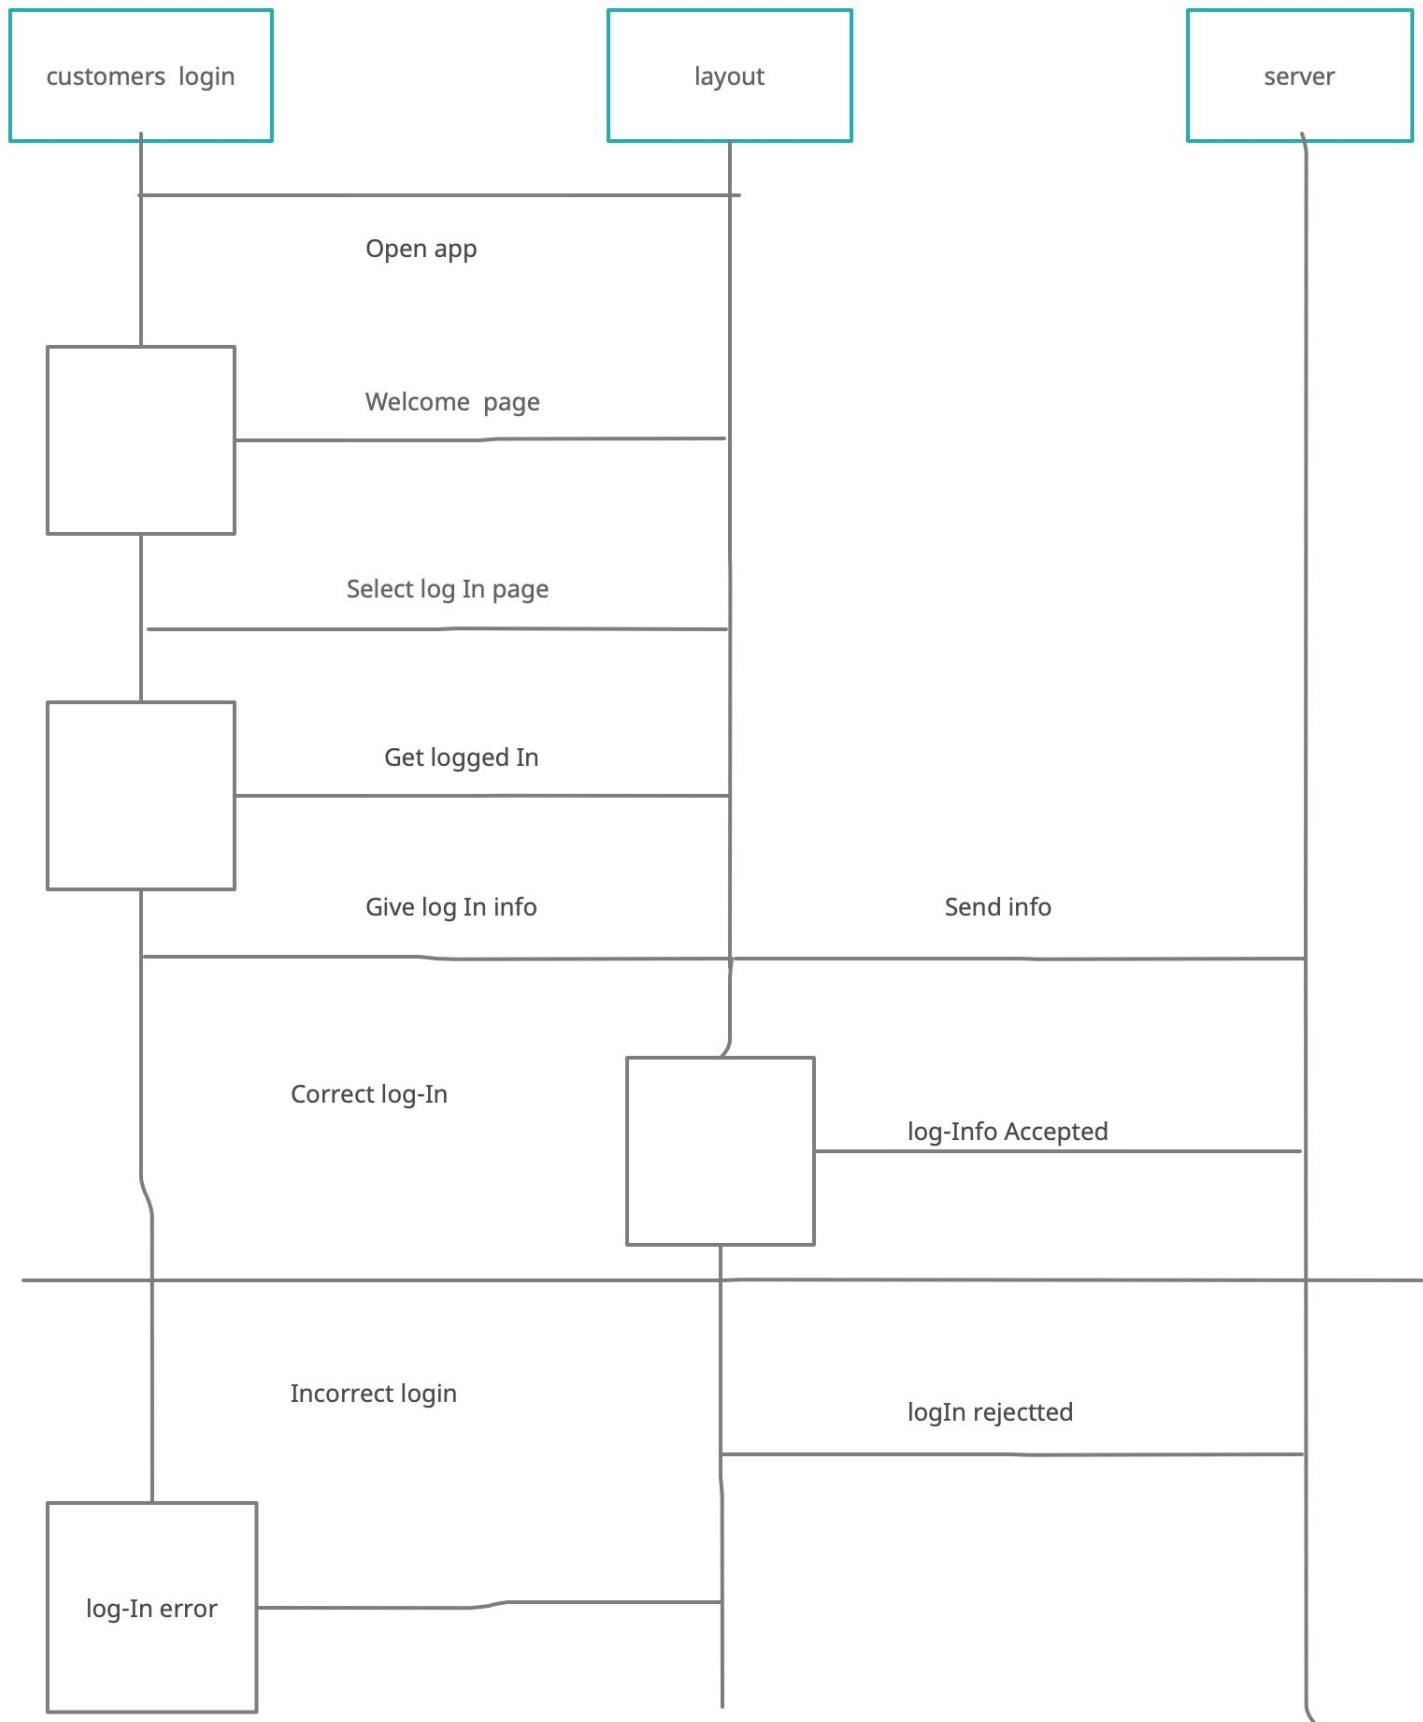 customers login
layout
server
Open app
Welcome page
Select log In page
Get logged In
Give log In info
Send info
Correct log-In
log-Info Accepted
Incorrect login
logIn rejectted
log-In error